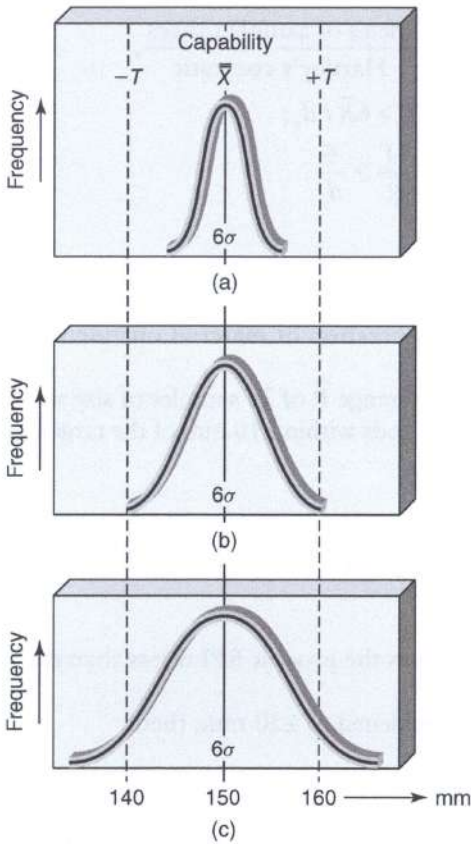 Capability
−T X̄ +T
Frequency
6σ
(a)
Frequency
6σ
(b)
Frequency
6σ
140 150 160 mm
(c)